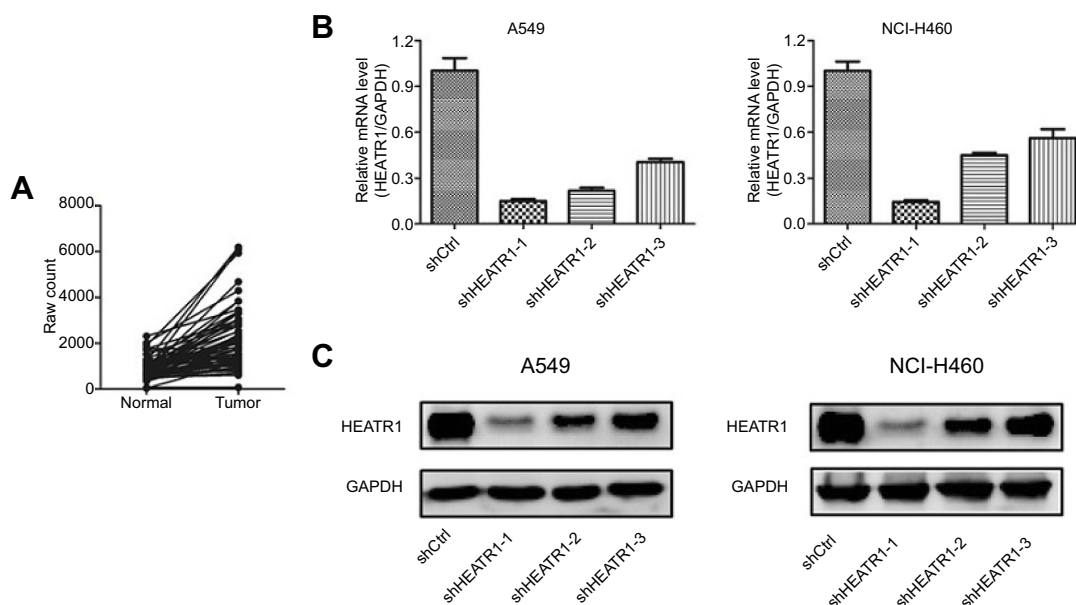 A
Raw count
8000
6000
4000
2000
0
Normal Tumor
B
A549
Relative mRNA level
(HEATR1/GAPDH)
1.2
0.9
0.6
0.3
0.0
shCtrl
shHEATR1-1
shHEATR1-2
shHEATR1-3
NCI-H460
Relative mRNA level
(HEATR1/GAPDH)
1.2
0.9
0.6
0.3
0.0
shCtrl
shHEATR1-1
shHEATR1-2
shHEATR1-3
C
A549
HEATR1
GAPDH
shCtrl
shHEATR1-1
shHEATR1-2
shHEATR1-3
NCI-H460
HEATR1
GAPDH
shCtrl
shHEATR1-1
shHEATR1-2
shHEATR1-3